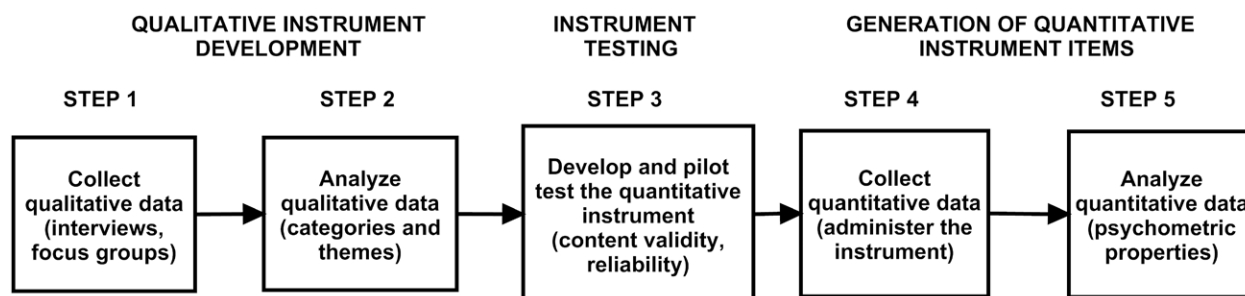 QUALITATIVE INSTRUMENT
DEVELOPMENT
INSTRUMENT
TESTING
GENERATION OF QUANTITATIVE
INSTRUMENT ITEMS
STEP 1
STEP 2
STEP 3
STEP 4
STEP 5
Collect
qualitative data
(interviews,
focus groups)
Analyze
qualitative data
(categories and
themes)
Develop and pilot
test the quantitative
instrument
(content validity,
reliability)
Collect
quantitative data
(administer the
instrument)
Analyze
quantitative data
(psychometric
properties)